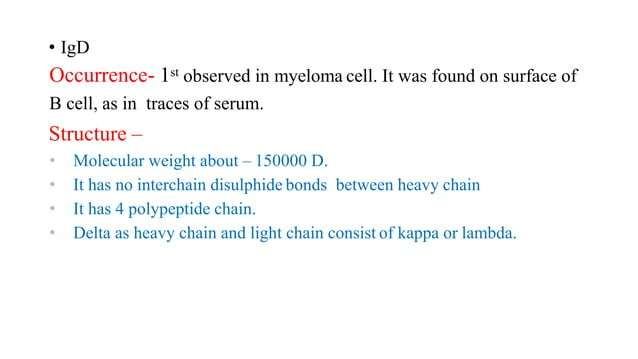 • IgD
Occurrence- 1st observed in myeloma cell. It was found on surface of
B cell, as in traces of serum.
Structure –
• Molecular weight about – 150000 D.
• It has no interchain disulphide bonds between heavy chain
• It has 4 polypeptide chain.
• Delta as heavy chain and light chain consist of kappa or lambda.